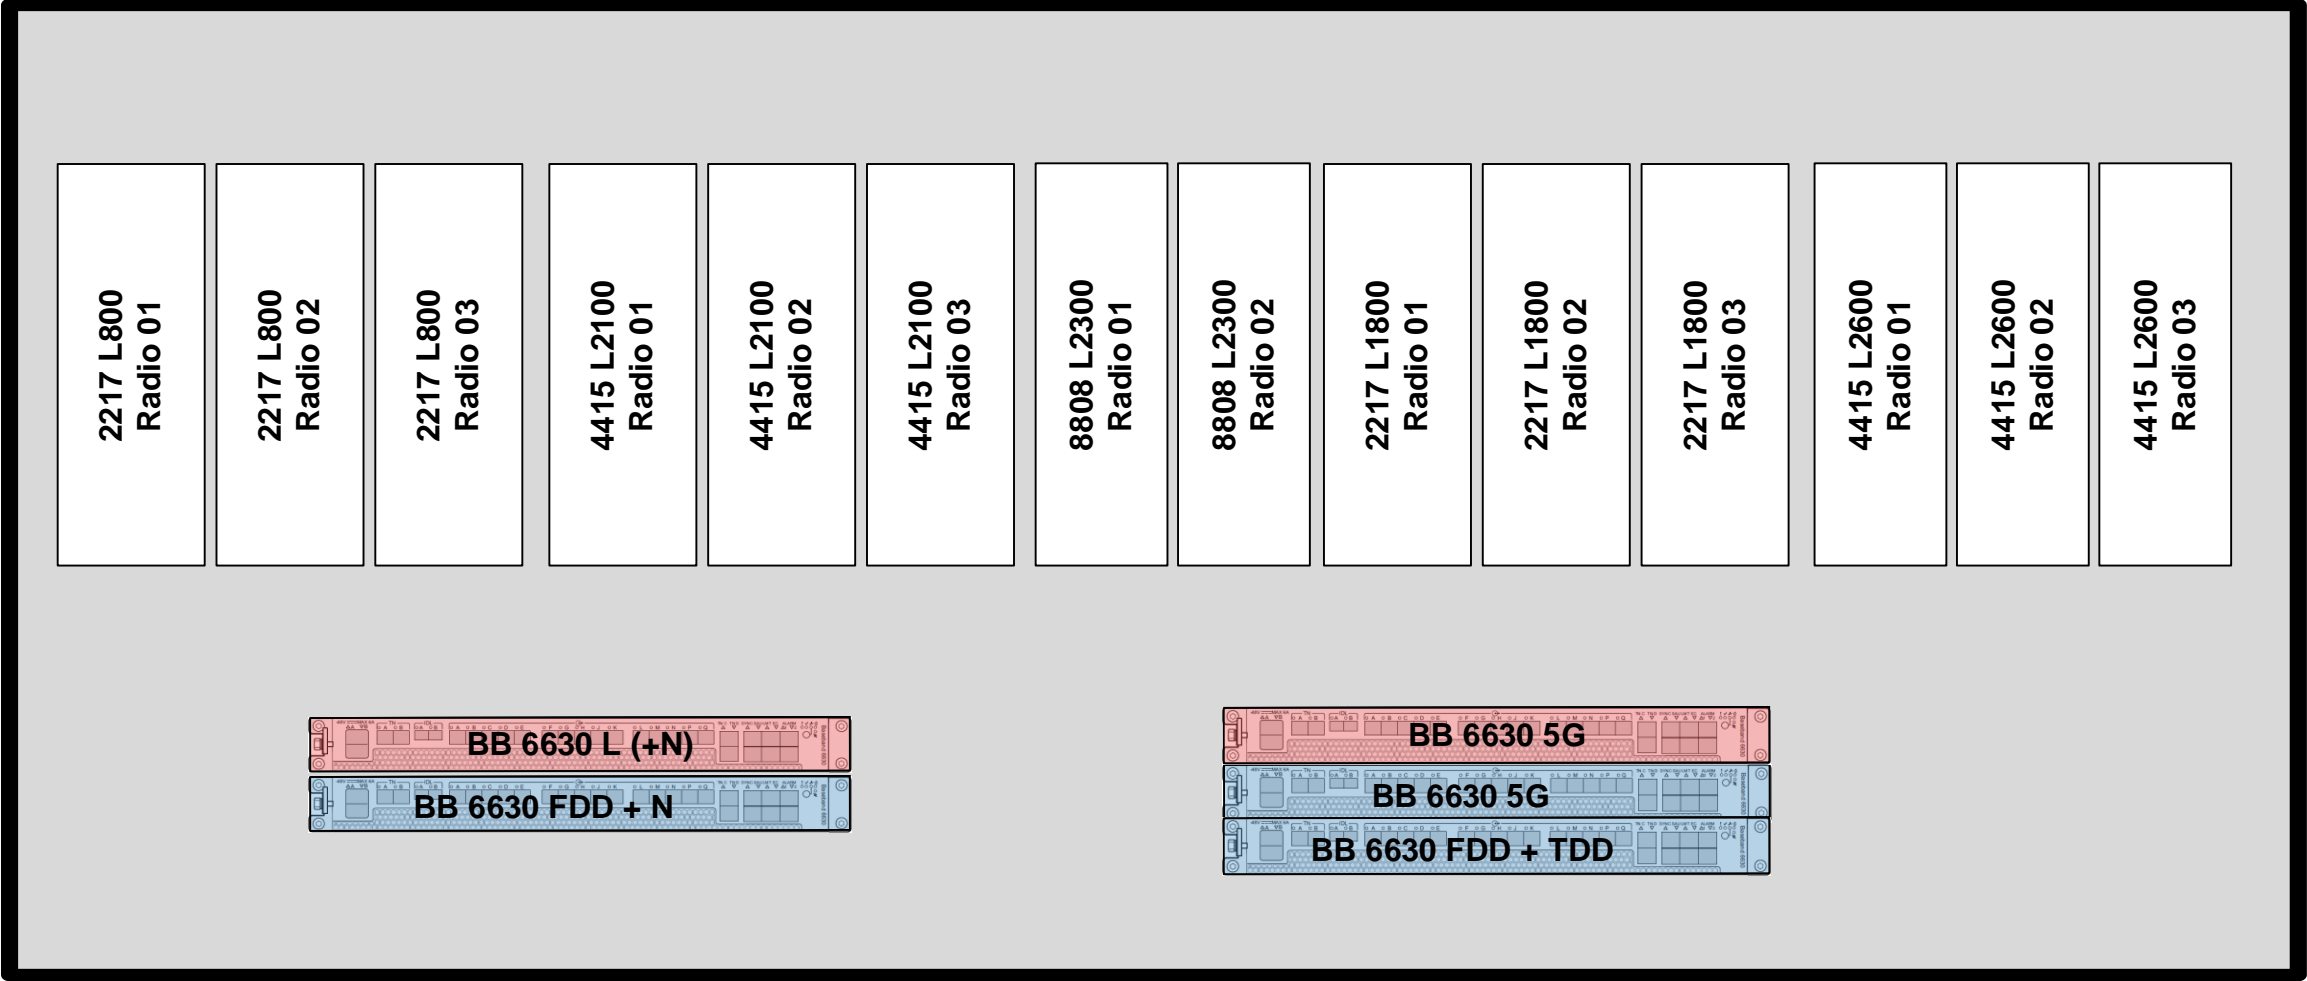 2217 L800
Radio 01
2217 L800
Radio 02
2217 L800
Radio 03
4415 L2100
Radio 01
4415 L2100
Radio 02
4415 L2100
Radio 03
8808 L2300
Radio 01
8808 L2300
Radio 02
2217 L1800
Radio 01
2217 L1800
Radio 02
2217 L1800
Radio 03
4415 L2600
Radio 01
4415 L2600
Radio 02
4415 L2600
Radio 03
BB 6630 L (+N)
BB 6630 FDD + N
BB 6630 5G
BB 6630 5G
BB 6630 FDD + TDD